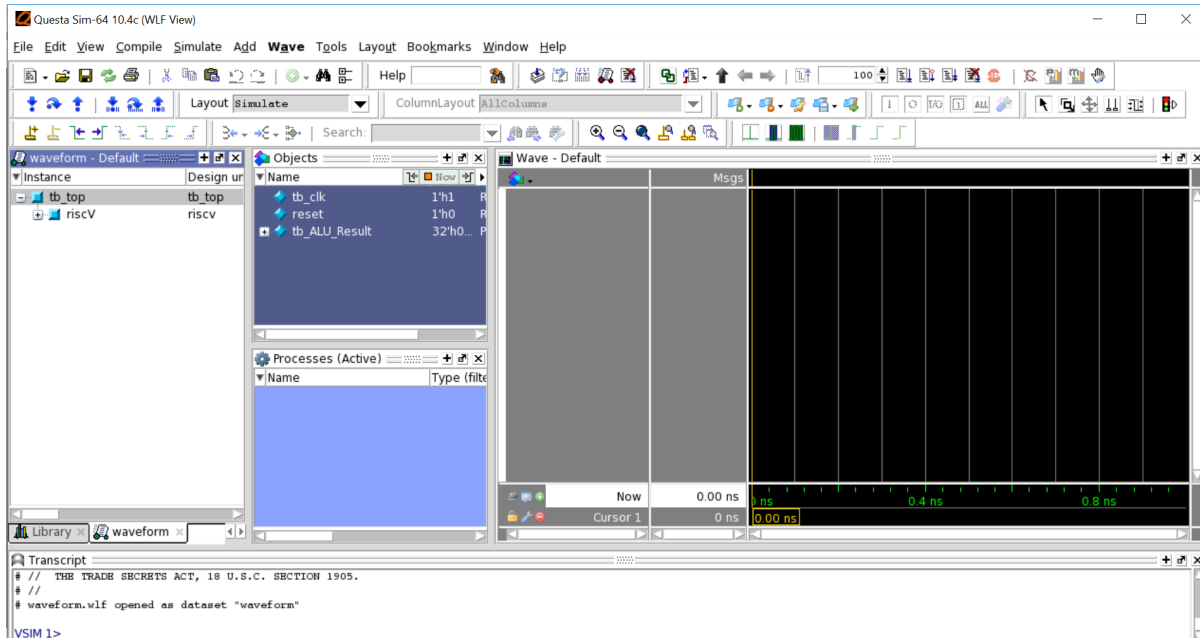 Questa Sim-64 10.4c (WLF View)
File Edit View Compile Simulate Add Wave Tools Layout Bookmarks Window Help
Help 100
Layout Simulate ColumnLayout AllColumns
Search:
waveform - Default
Instance Design un
tb_top tb_top
riscV riscv
Library waveform
Objects
Name Now
tb_clk 1'h1 R
reset 1'h0 R
tb_ALU_Result 32'h0... P
Processes (Active)
Name Type (filte
Wave - Default
Msgs
Now 0.00 ns
Cursor 1 0 ns
ns 0.4 ns 0.8 ns
0.00 ns
Transcript
# // THE TRADE SECRETS ACT, 18 U.S.C. SECTION 1905.
# //
# waveform.wlf opened as dataset "waveform"
VSIM 1>